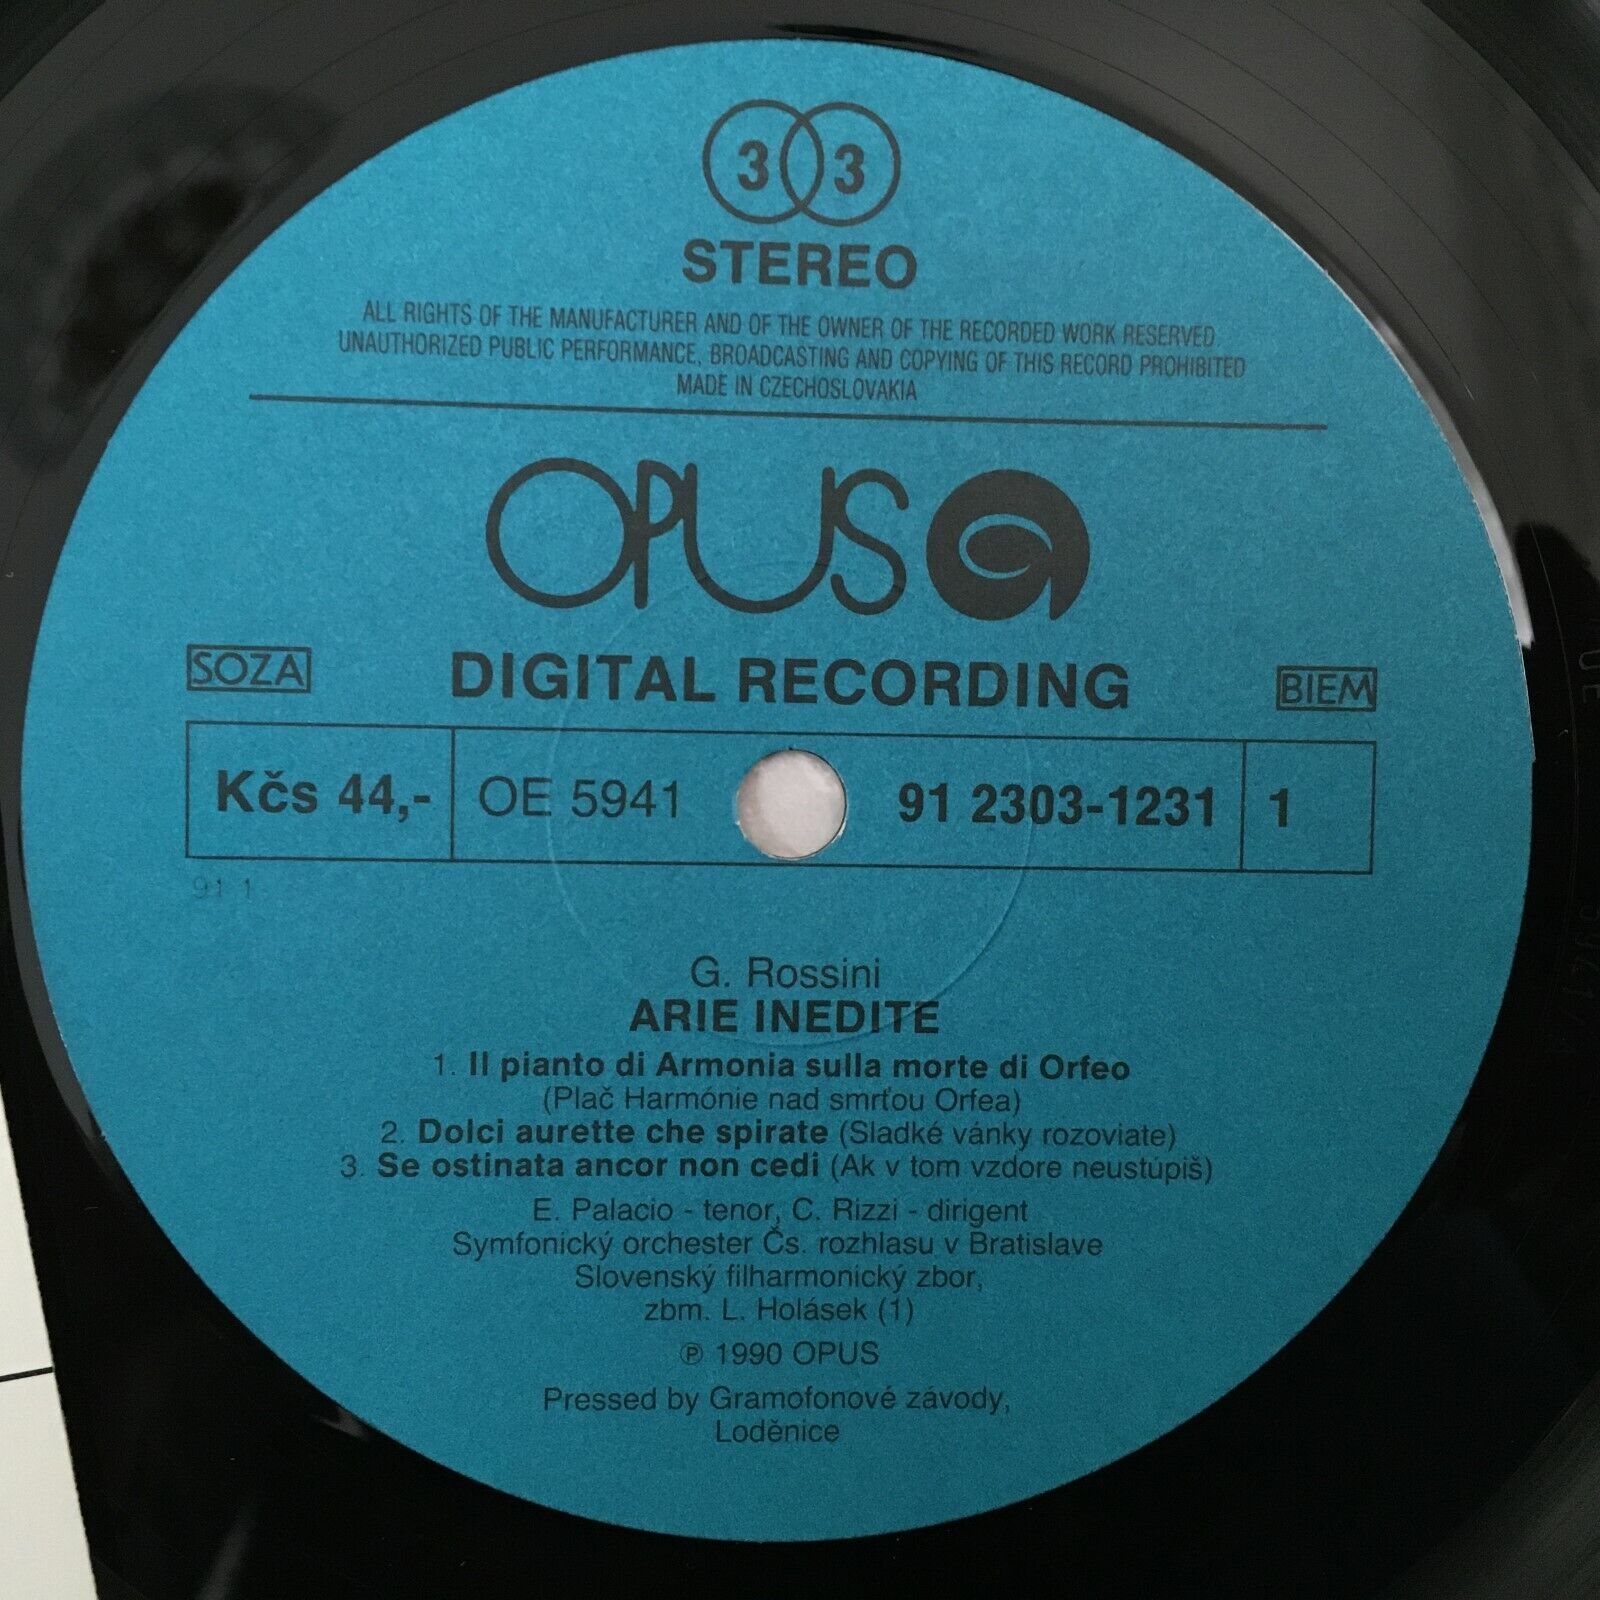 3 3
STEREO
ALL RIGHTS OF THE MANUFACTURER AND OF THE OWNER OF THE RECORDED WORK RESERVED.
UNAUTHORIZED PUBLIC PERFORMANCE, BROADCASTING AND COPYING OF THIS RECORD PROHIBITED
MADE IN CZECHOSLOVAKIA
OPUS
SOZA DIGITAL RECORDING BIEM
Kčs 44,- OE 5941 91 2303-1231 1
91 1
G. Rossini
ARIE INEDITE
1. Il pianto di Armonia sulla morte di Orfeo
(Plač Harmónie nad smrťou Orfea)
2. Dolci aurette che spirate (Sladké vánky rozoviate)
3. Se ostinata ancor non cedi (Ak v tom vzdore neustúpiš)
E. Palacio - tenor, C. Rizzi - dirigent
Symfonický orchester Čs. rozhlasu v Bratislave
Slovenský filharmonický zbor,
zbm. L. Holásek (1)
℗ 1990 OPUS
Pressed by Gramofonové závody,
Loděnice